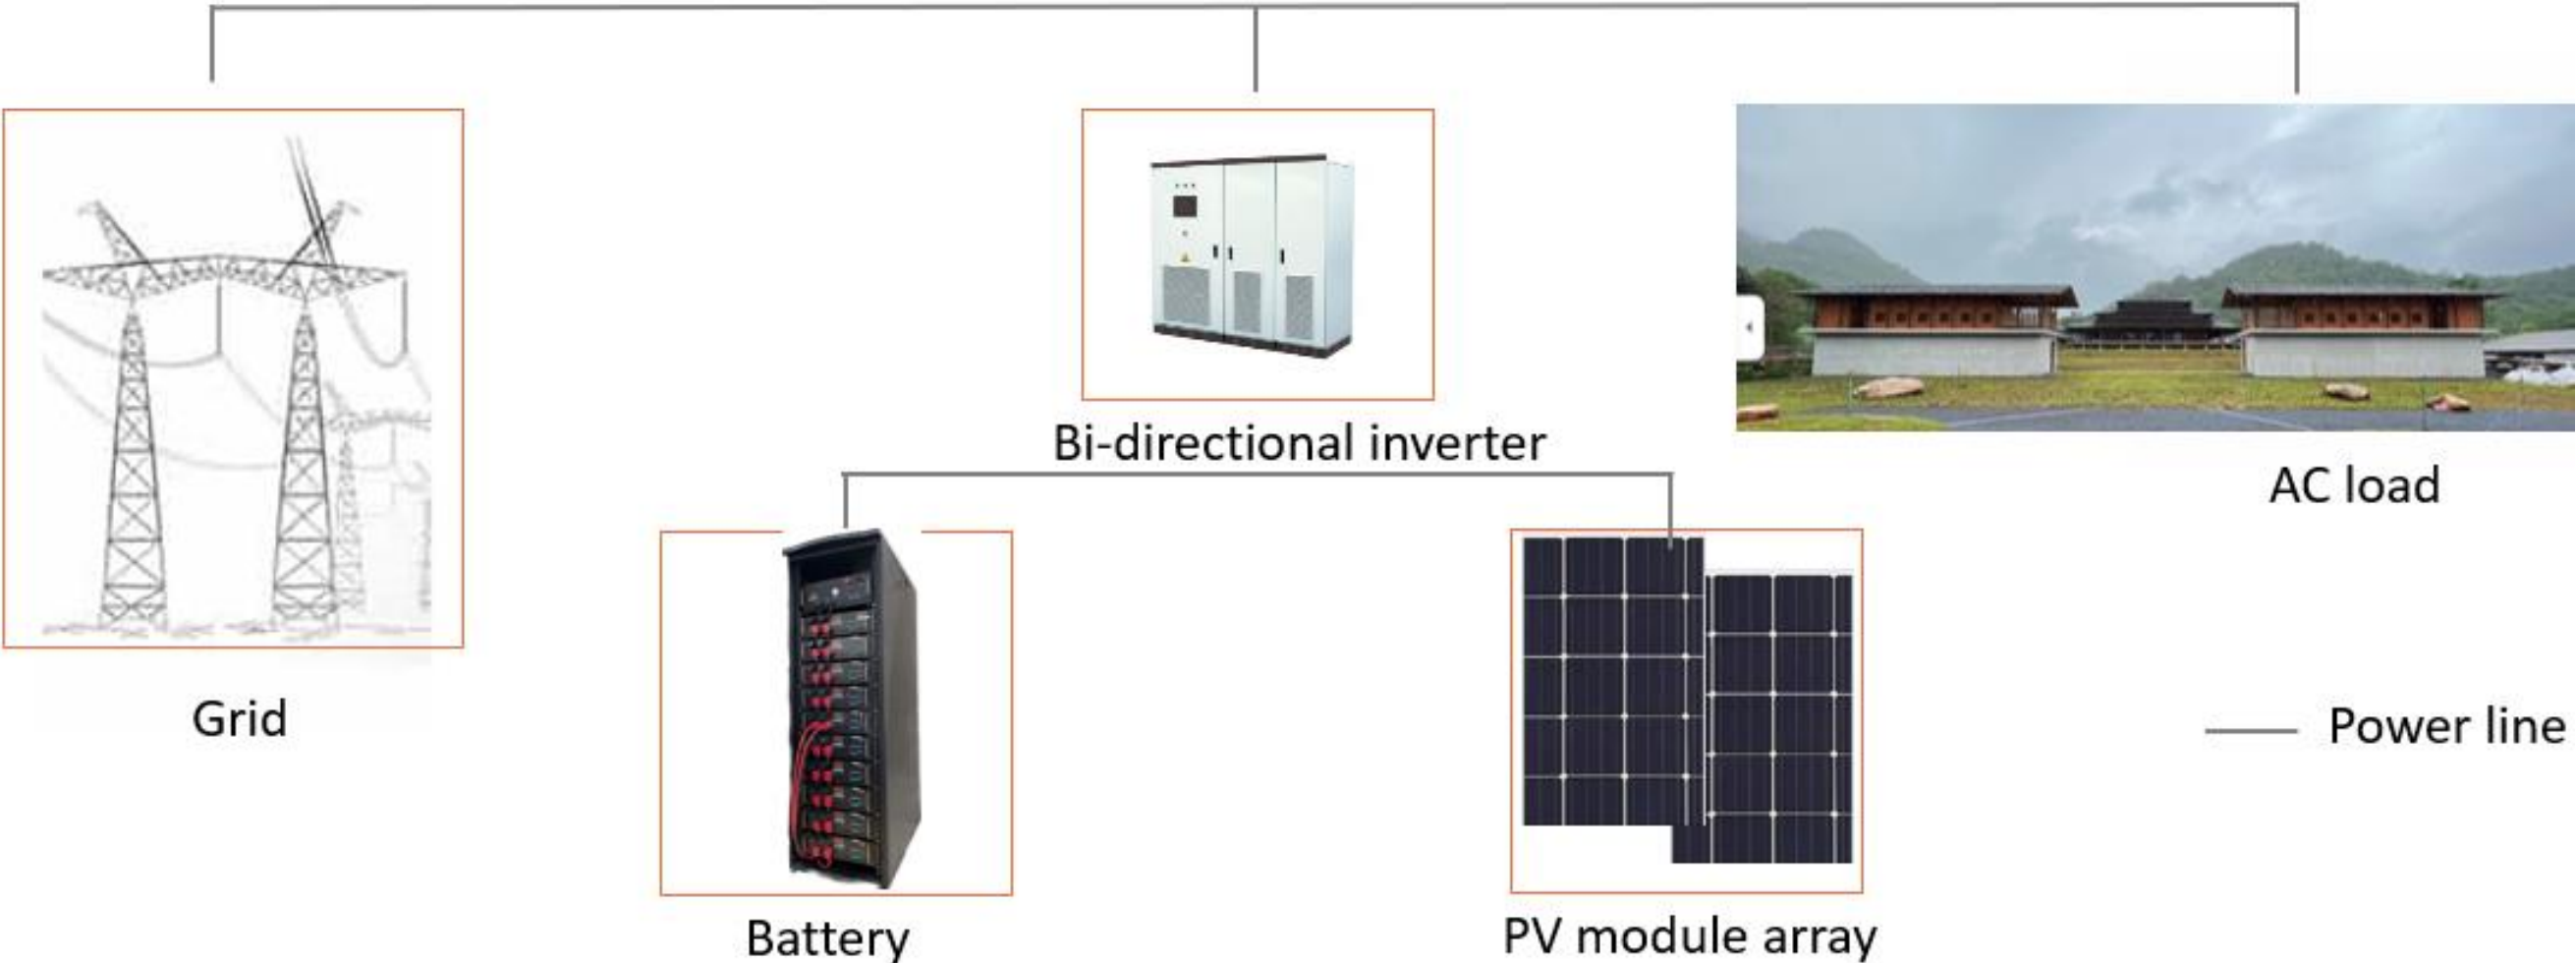 Bi-directional inverter
AC load
Grid
Power line
Battery
PV module array